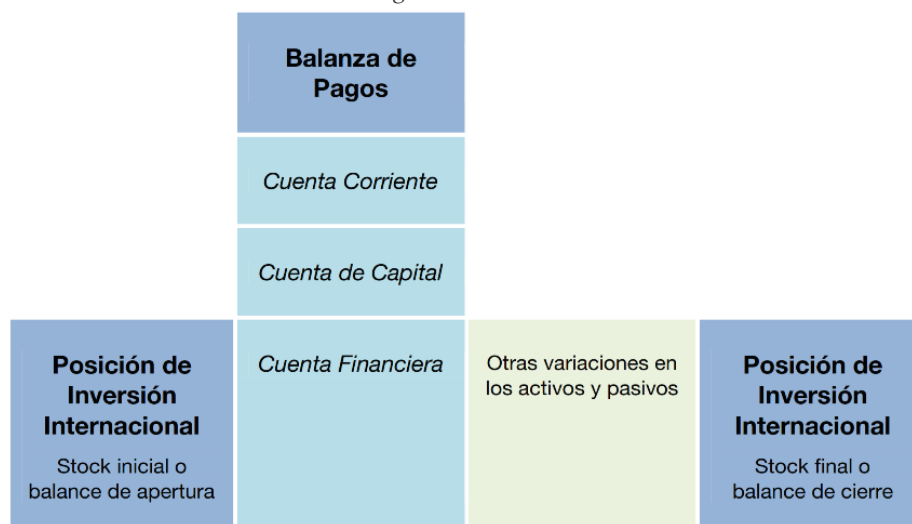 Balanza de
Pagos
Cuenta Corriente
Cuenta de Capital
Posición de
Inversión
Internacional
Stock inicial o
balance de apertura
Cuenta Financiera
Otras variaciones en
los activos y pasivos
Posición de
Inversión
Internacional
Stock final o
balance de cierre